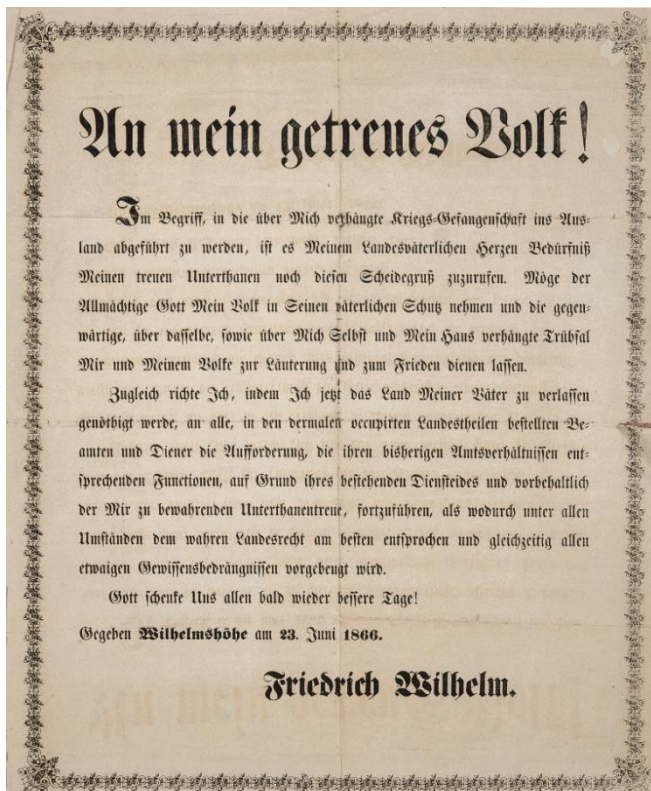 An mein getreues Volk!
Im Begriff, in die über Mich verhängte Kriegs-Gefangenschaft ins Aus-
land abgeführt zu werden, ist es Meinem Landesväterlichen Herzen Bedürfniß
Meinen treuen Unterthanen noch diesen Scheidegruß zuzurufen. Möge der
Allmächtige Gott Mein Volk in Seinen väterlichen Schutz nehmen und die gegen-
wärtige, über dasselbe, sowie über Mich Selbst und Mein Haus verhängte Trübsal
Mir und Meinem Volke zur Läuterung und zum Frieden dienen lassen.
Zugleich richte Ich, indem Ich jetzt das Land Meiner Väter zu verlassen
genöthigt werde, an alle, in den dermalen occupirten Landestheilen bestellten Be-
amten und Diener die Aufforderung, die ihren bisherigen Amtsverhältnissen ent-
sprechenden Functionen, auf Grund ihres bestehenden Diensteides und vorbehaltlich
der Mir zu bewahrenden Unterthanentreue, fortzuführen, als wodurch unter allen
Umständen dem wahren Landesrecht am besten entsprochen und gleichzeitig allen
etwaigen Gewissensbedrängnissen vorgebeugt wird.
Gott schenke Uns allen bald wieder bessere Tage!
Gegeben Wilhelmshöhe am 23. Juni 1866.
Friedrich Wilhelm.